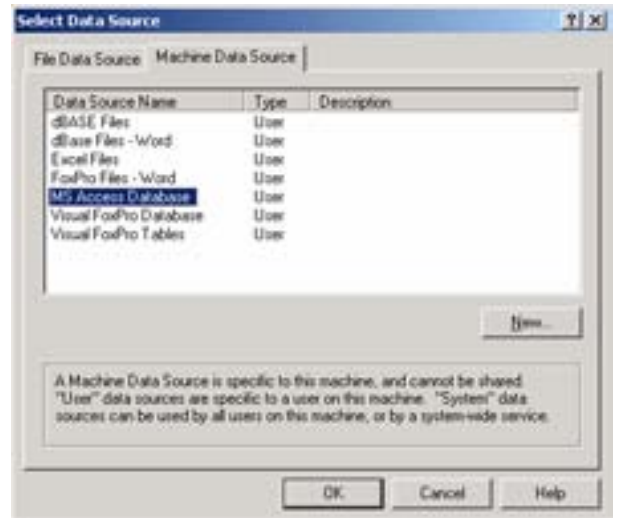 Select Data Source
File Data Source Machine Data Source
Data Source Name Type Description
dBASE Files User
dBase Files - Word User
Excel Files User
FoxPro Files - Word User
MS Access Database User
Visual FoxPro Database User
Visual FoxPro Tables User
New...
A Machine Data Source is specific to this machine, and cannot be shared.
"User" data sources are specific to a user on this machine. "System" data
sources can be used by all users on this machine, or by a system-wide service.
OK Cancel Help